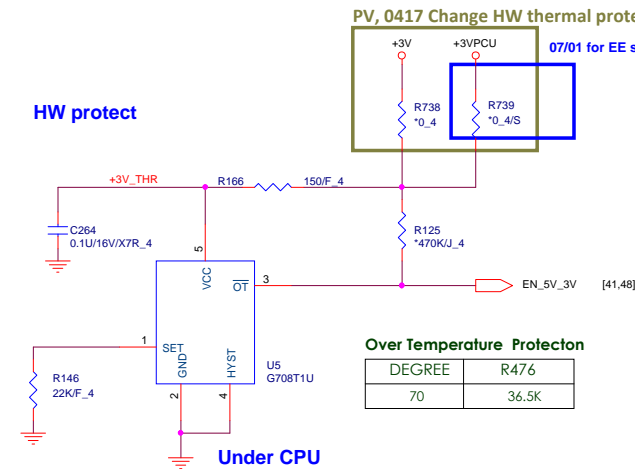 PV, 0417 Change HW thermal prote
+3V +3VPCU 07/01 for EE s
HW protect
R738
*0_4
R739
*0_4/S
+3V_THR R166 150/F_4
C264
0.1U/16V/X7R_4
R125
*470K/J_4
5
VCC
OT 3
EN_5V_3V [41,48]
1
SET
GND
HYST
U5
G708T1U
2
4
R146
22K/F_4
Over Temperature Protecton
DEGREE R476
70 36.5K
Under CPU